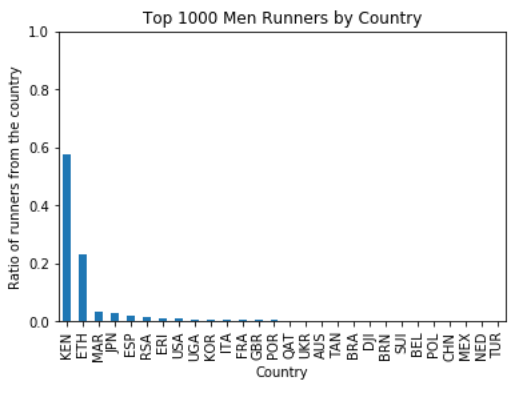 Top 1000 Men Runners by Country
Ratio of runners from the country
1.0
0.8
0.6
0.4
0.2
0.0
KEN
ETH
MAR
JPN
ESP
RSA
ERI
USA
UGA
KOR
ITA
FRA
GBR
POR
QAT
UKR
AUS
TAN
BRA
DJI
BRN
SUI
BEL
POL
CHN
MEX
NED
TUR
Country